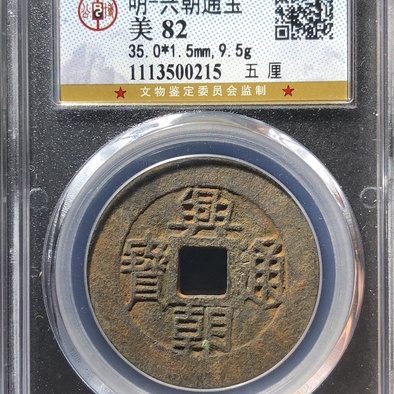 明-兴朝通宝
美 82
35.0*1.5mm,9.5g
1113500215 五 厘
★ 文物鉴定委员会监制 ★
興
寶 通
朝